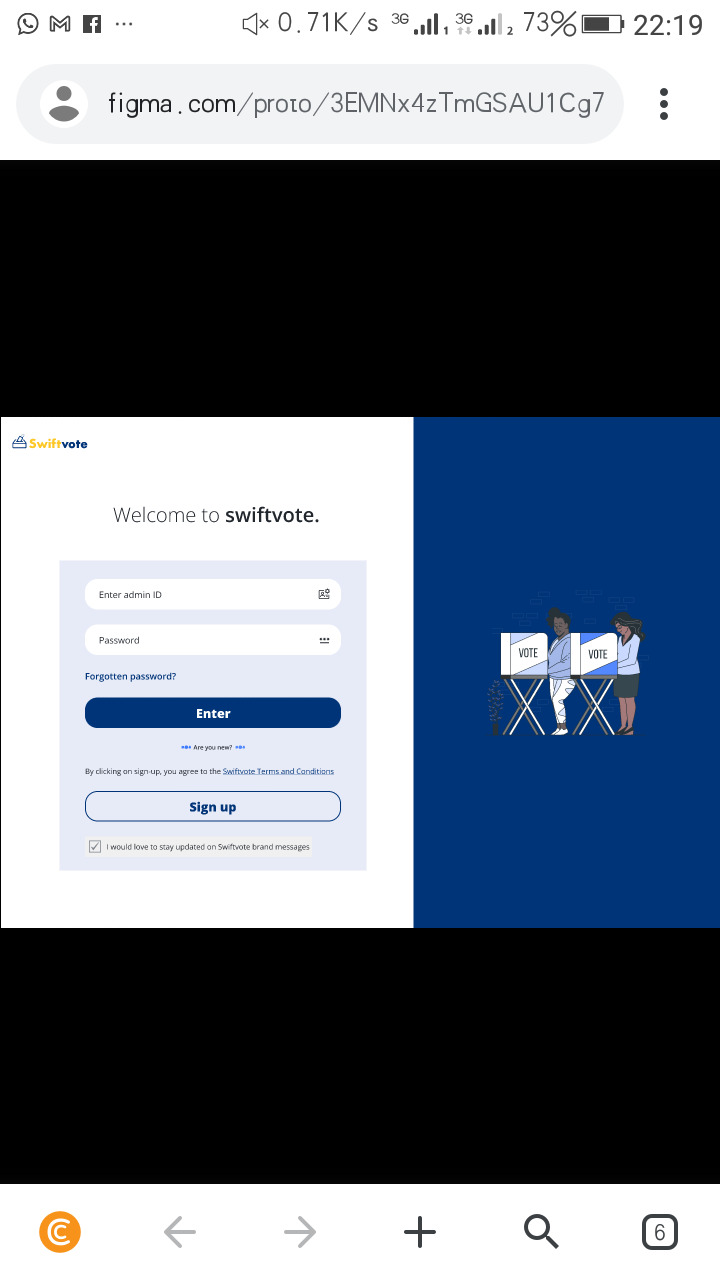 0.71K/s 3G 1 3G 2 73% 22:19
figma.com/proto/3EMNx4zTmGSAU1Cg7
Swiftvote
Welcome to swiftvote.
Enter admin ID
Password
Forgotten password?
Enter
Are you new?
By clicking on sign-up, you agree to the Swiftvote Terms and Conditions
Sign up
I would love to stay updated on Swiftvote brand messages
VOTE
VOTE
6